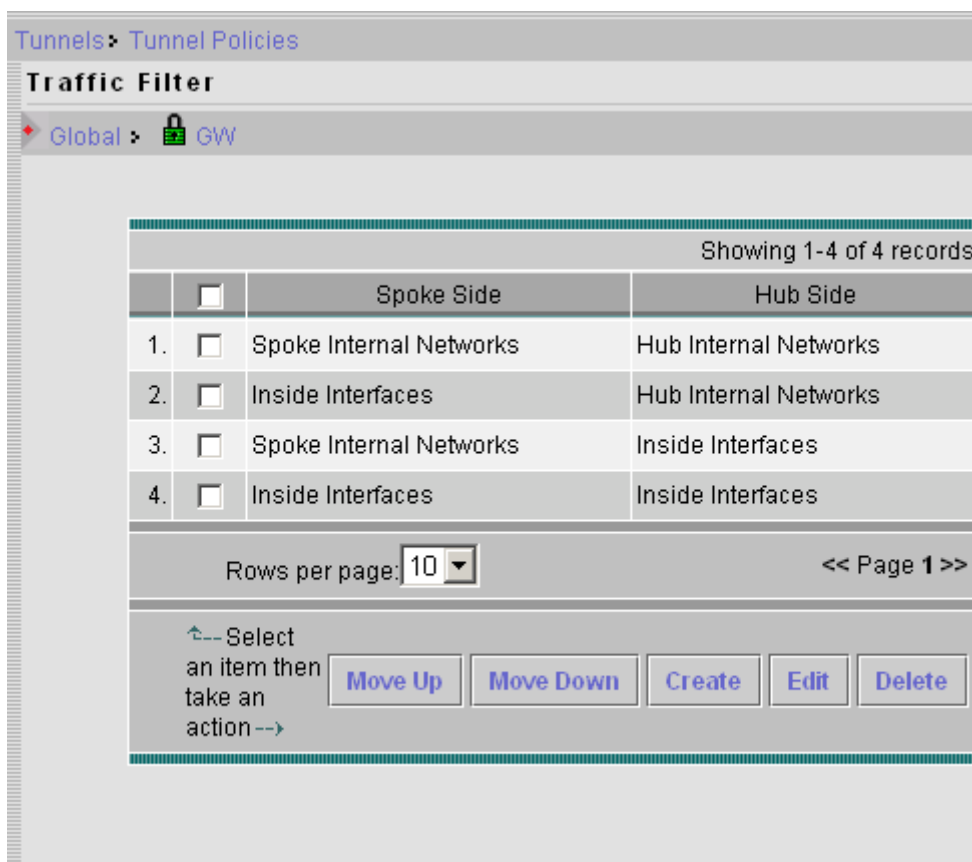 Tunnels Tunnel Policies
Traffic Filter
Global GW
Showing 1-4 of 4 records
Spoke Side Hub Side
1. Spoke Internal Networks Hub Internal Networks
2. Inside Interfaces Hub Internal Networks
3. Spoke Internal Networks Inside Interfaces
4. Inside Interfaces Inside Interfaces
Rows per page: 10 << Page 1 >>
Select
an item then
take an
action
Move Up Move Down Create Edit Delete